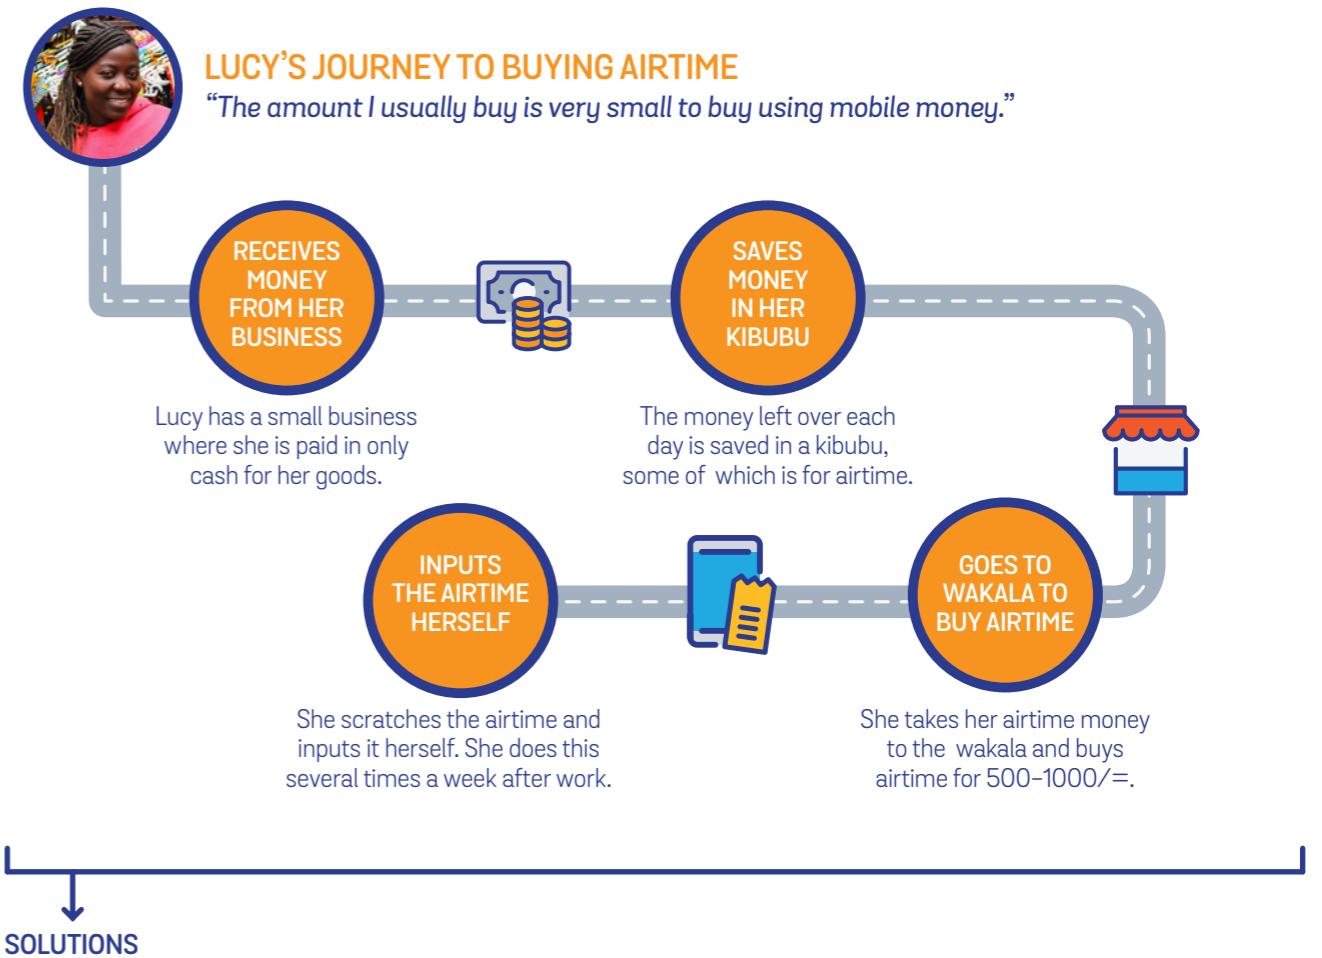 LUCY’S JOURNEY TO BUYING AIRTIME
“The amount I usually buy is very small to buy using mobile money.”
RECEIVES
MONEY
FROM HER
BUSINESS
Lucy has a small business
where she is paid in only
cash for her goods.
SAVES
MONEY
IN HER
KIBUBU
The money left over each
day is saved in a kibubu,
some of which is for airtime.
GOES TO
WAKALA TO
BUY AIRTIME
She takes her airtime money
to the wakala and buys
airtime for 500-1000/=.
INPUTS
THE AIRTIME
HERSELF
She scratches the airtime and
inputs it herself. She does this
several times a week after work.
SOLUTIONS